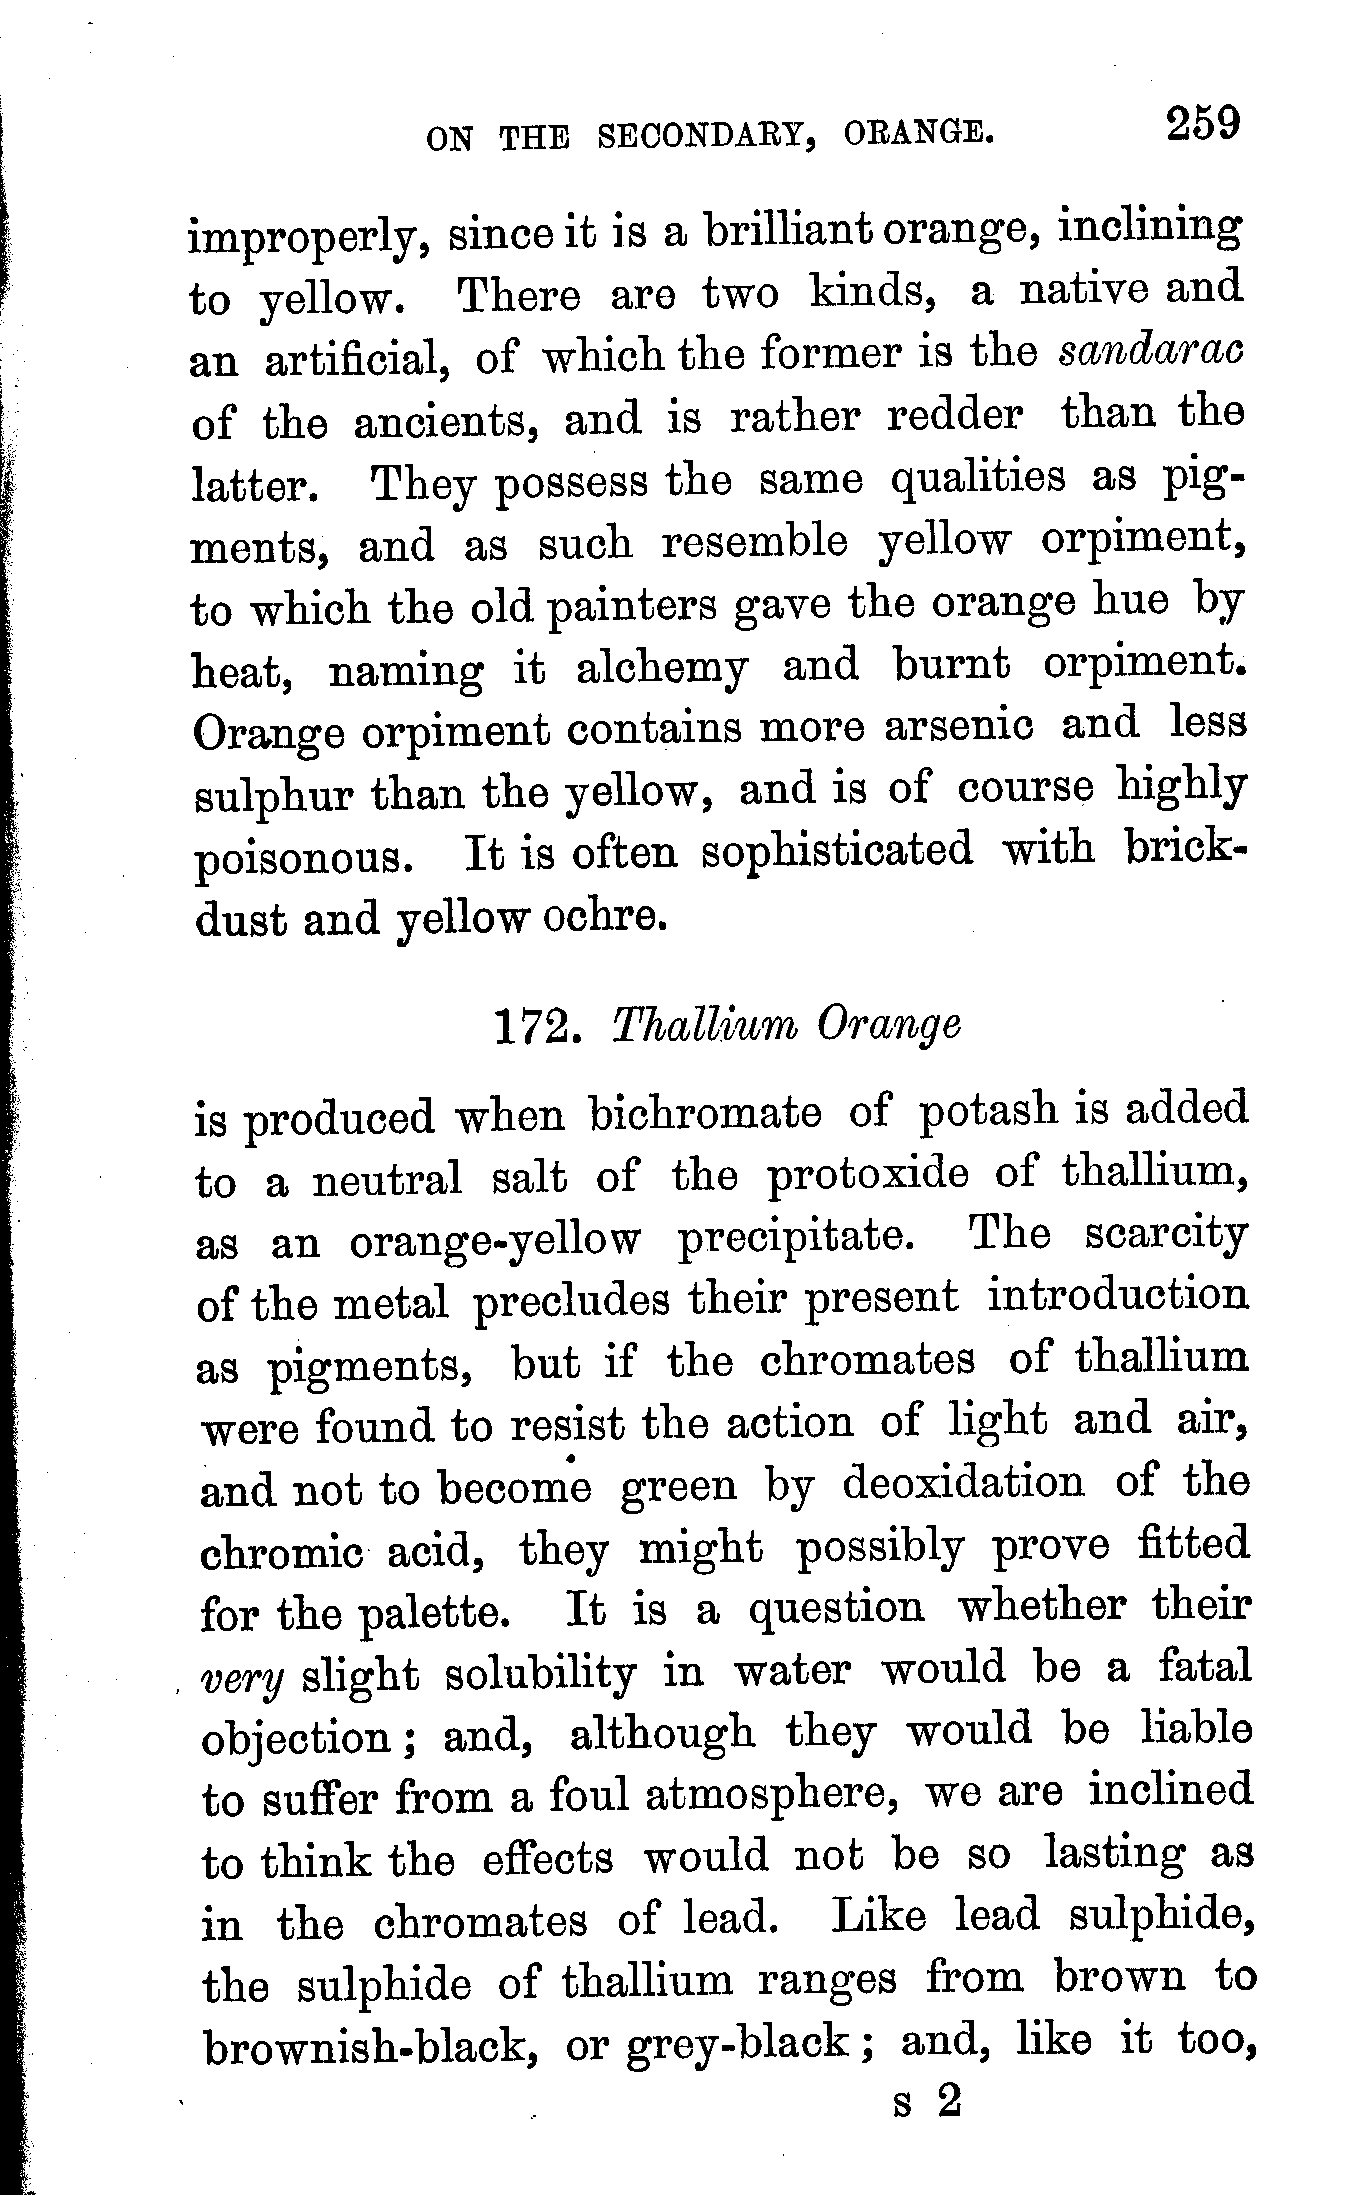 ON THE SECONDARY, ORANGE. 259
improperly, since it is a brilliant orange, inclining
to yellow. There are two kinds, a native and
an artificial, of which the former is the sandarac
of the ancients, and is rather redder than the
latter. They possess the same qualities as pig-
ments, and as such resemble yellow orpiment,
to which the old painters gave the orange hue by
heat, naming it alchemy and burnt orpiment.
Orange orpiment contains more arsenic and less
sulphur than the yellow, and is of course highly
poisonous. It is often sophisticated with brick-
dust and yellow ochre.
172. Thallium Orange
is produced when bichromate of potash is added
to a neutral salt of the protoxide of thallium,
as an orange-yellow precipitate. The scarcity
of the metal precludes their present introduction
as pigments, but if the chromates of thallium
were found to resist the action of light and air,
and not to become green by deoxidation of the
chromic acid, they might possibly prove fitted
for the palette. It is a question whether their
very slight solubility in water would be a fatal
objection; and, although they would be liable
to suffer from a foul atmosphere, we are inclined
to think the effects would not be so lasting as
in the chromates of lead. Like lead sulphide,
the sulphide of thallium ranges from brown to
brownish-black, or grey-black; and, like it too,
s 2